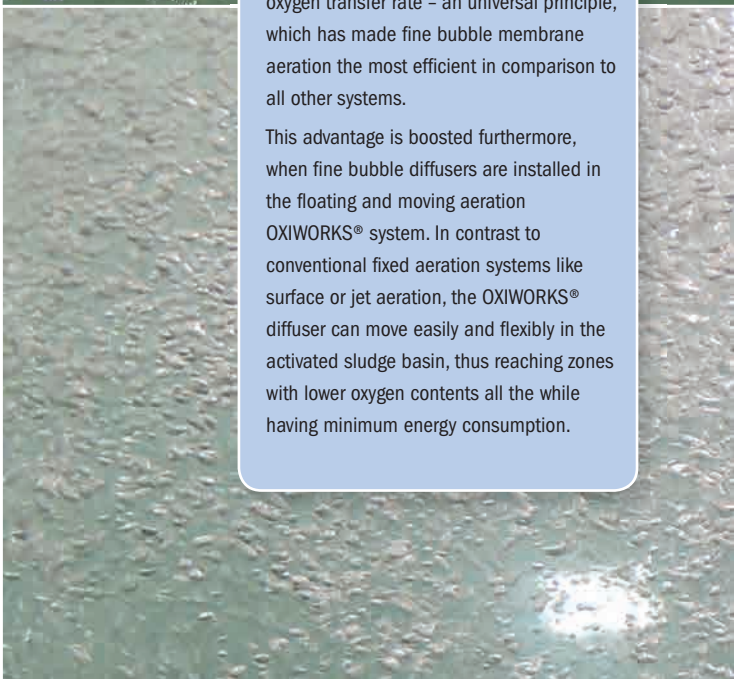 oxygen transfer rate – an universal principle,
which has made fine bubble membrane
aeration the most efficient in comparison to
all other systems.
This advantage is boosted furthermore,
when fine bubble diffusers are installed in
the floating and moving aeration
OXIWORKS® system. In contrast to
conventional fixed aeration systems like
surface or jet aeration, the OXIWORKS®
diffuser can move easily and flexibly in the
activated sludge basin, thus reaching zones
with lower oxygen contents all the while
having minimum energy consumption.